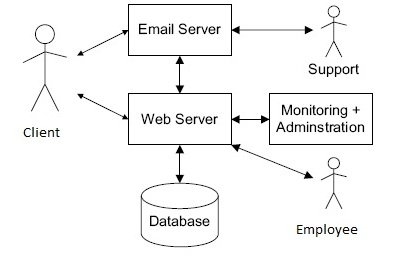 Email Server
Support
Client
Web Server
Monitoring +
Adminstration
Database
Employee